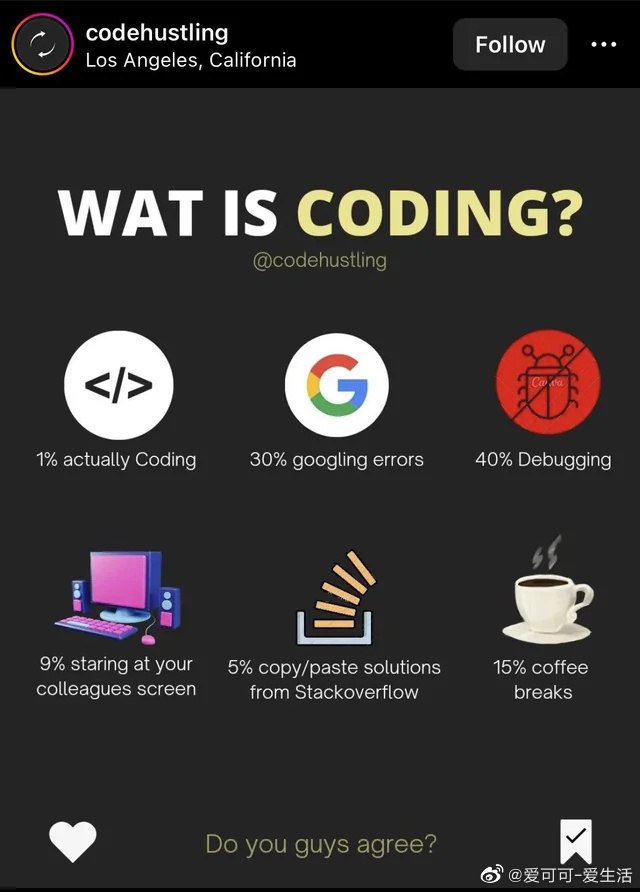 codehustling
Los Angeles, California
Follow
WAT IS CODING?
@codehustling
</>
1% actually Coding
G
30% googling errors
Canva
40% Debugging
9% staring at your
colleagues screen
5% copy/paste solutions
from Stackoverflow
15% coffee
breaks
Do you guys agree?
@爱可可-爱生活